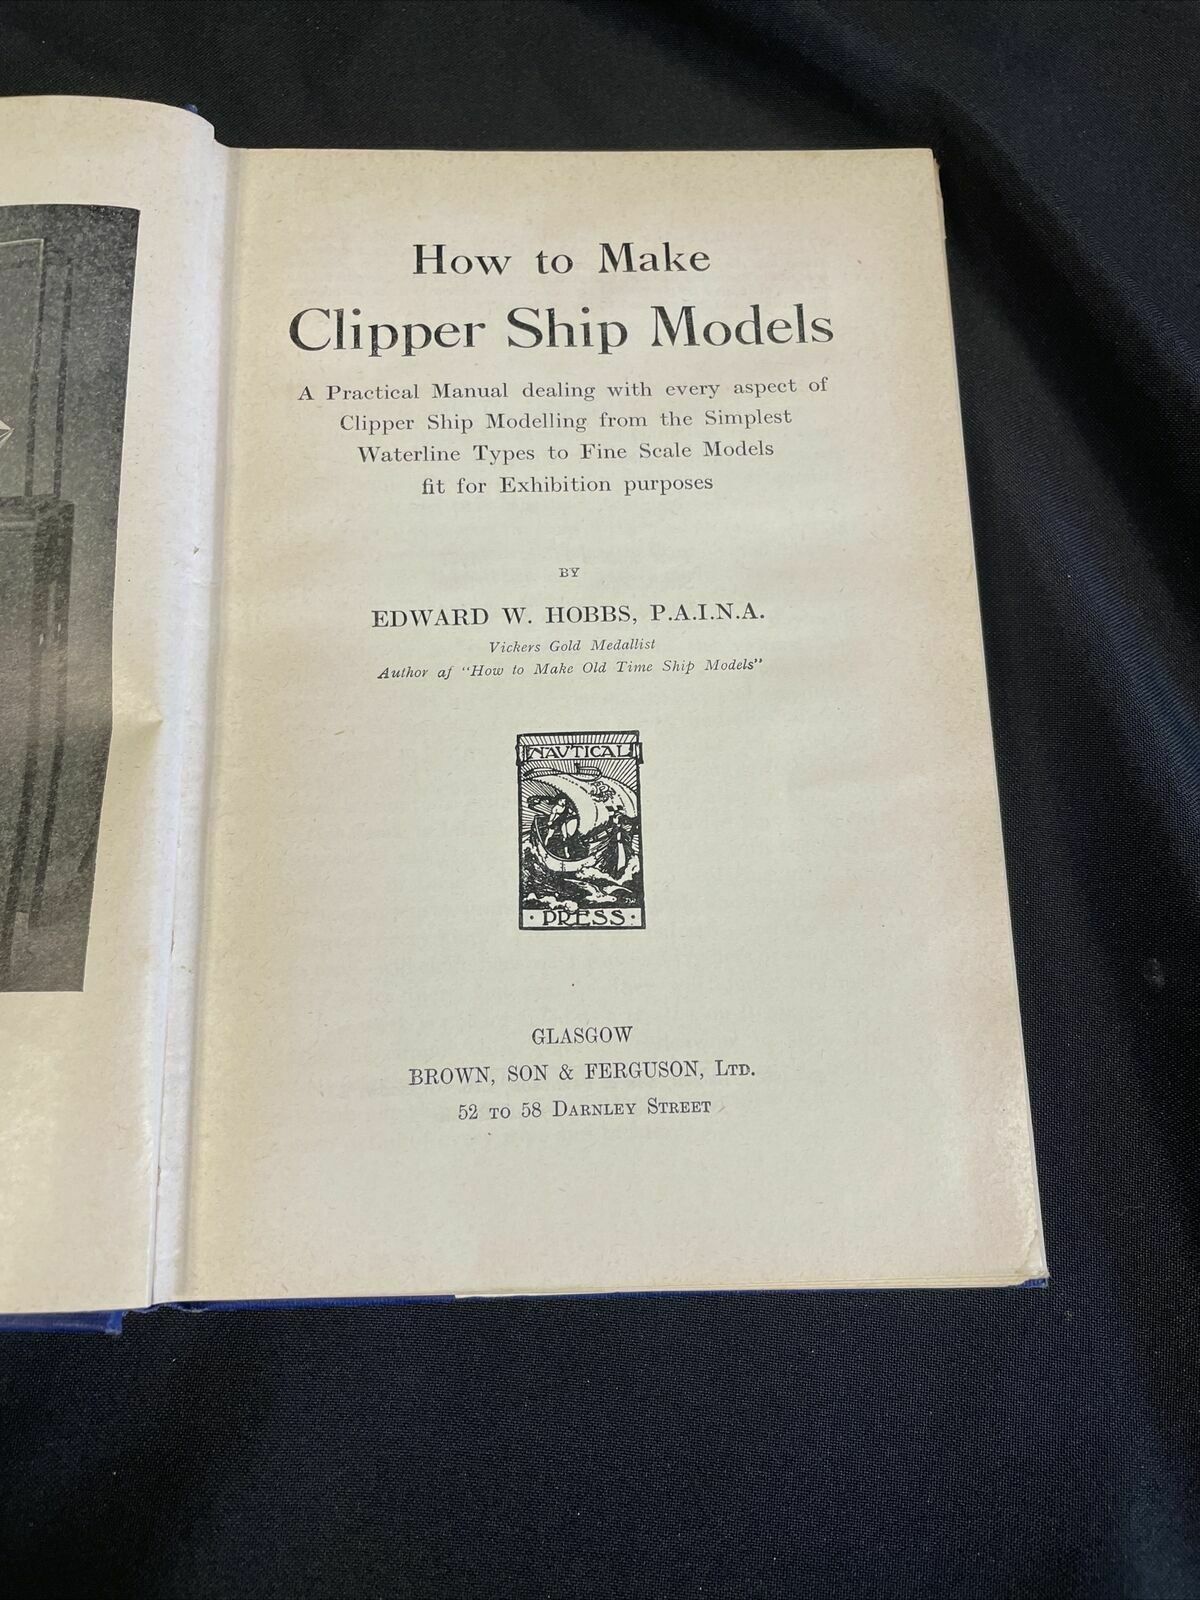 How to Make
Clipper Ship Models
A Practical Manual dealing with every aspect of
Clipper Ship Modelling from the Simplest
Waterline Types to Fine Scale Models
fit for Exhibition purposes
BY
EDWARD W. HOBBS, P.A.I.N.A.
Vickers Gold Medallist
Author af "How to Make Old Time Ship Models"
NAVTICAL
· PRESS ·
GLASGOW
BROWN, SON & FERGUSON, LTD.
52 TO 58 DARNLEY STREET